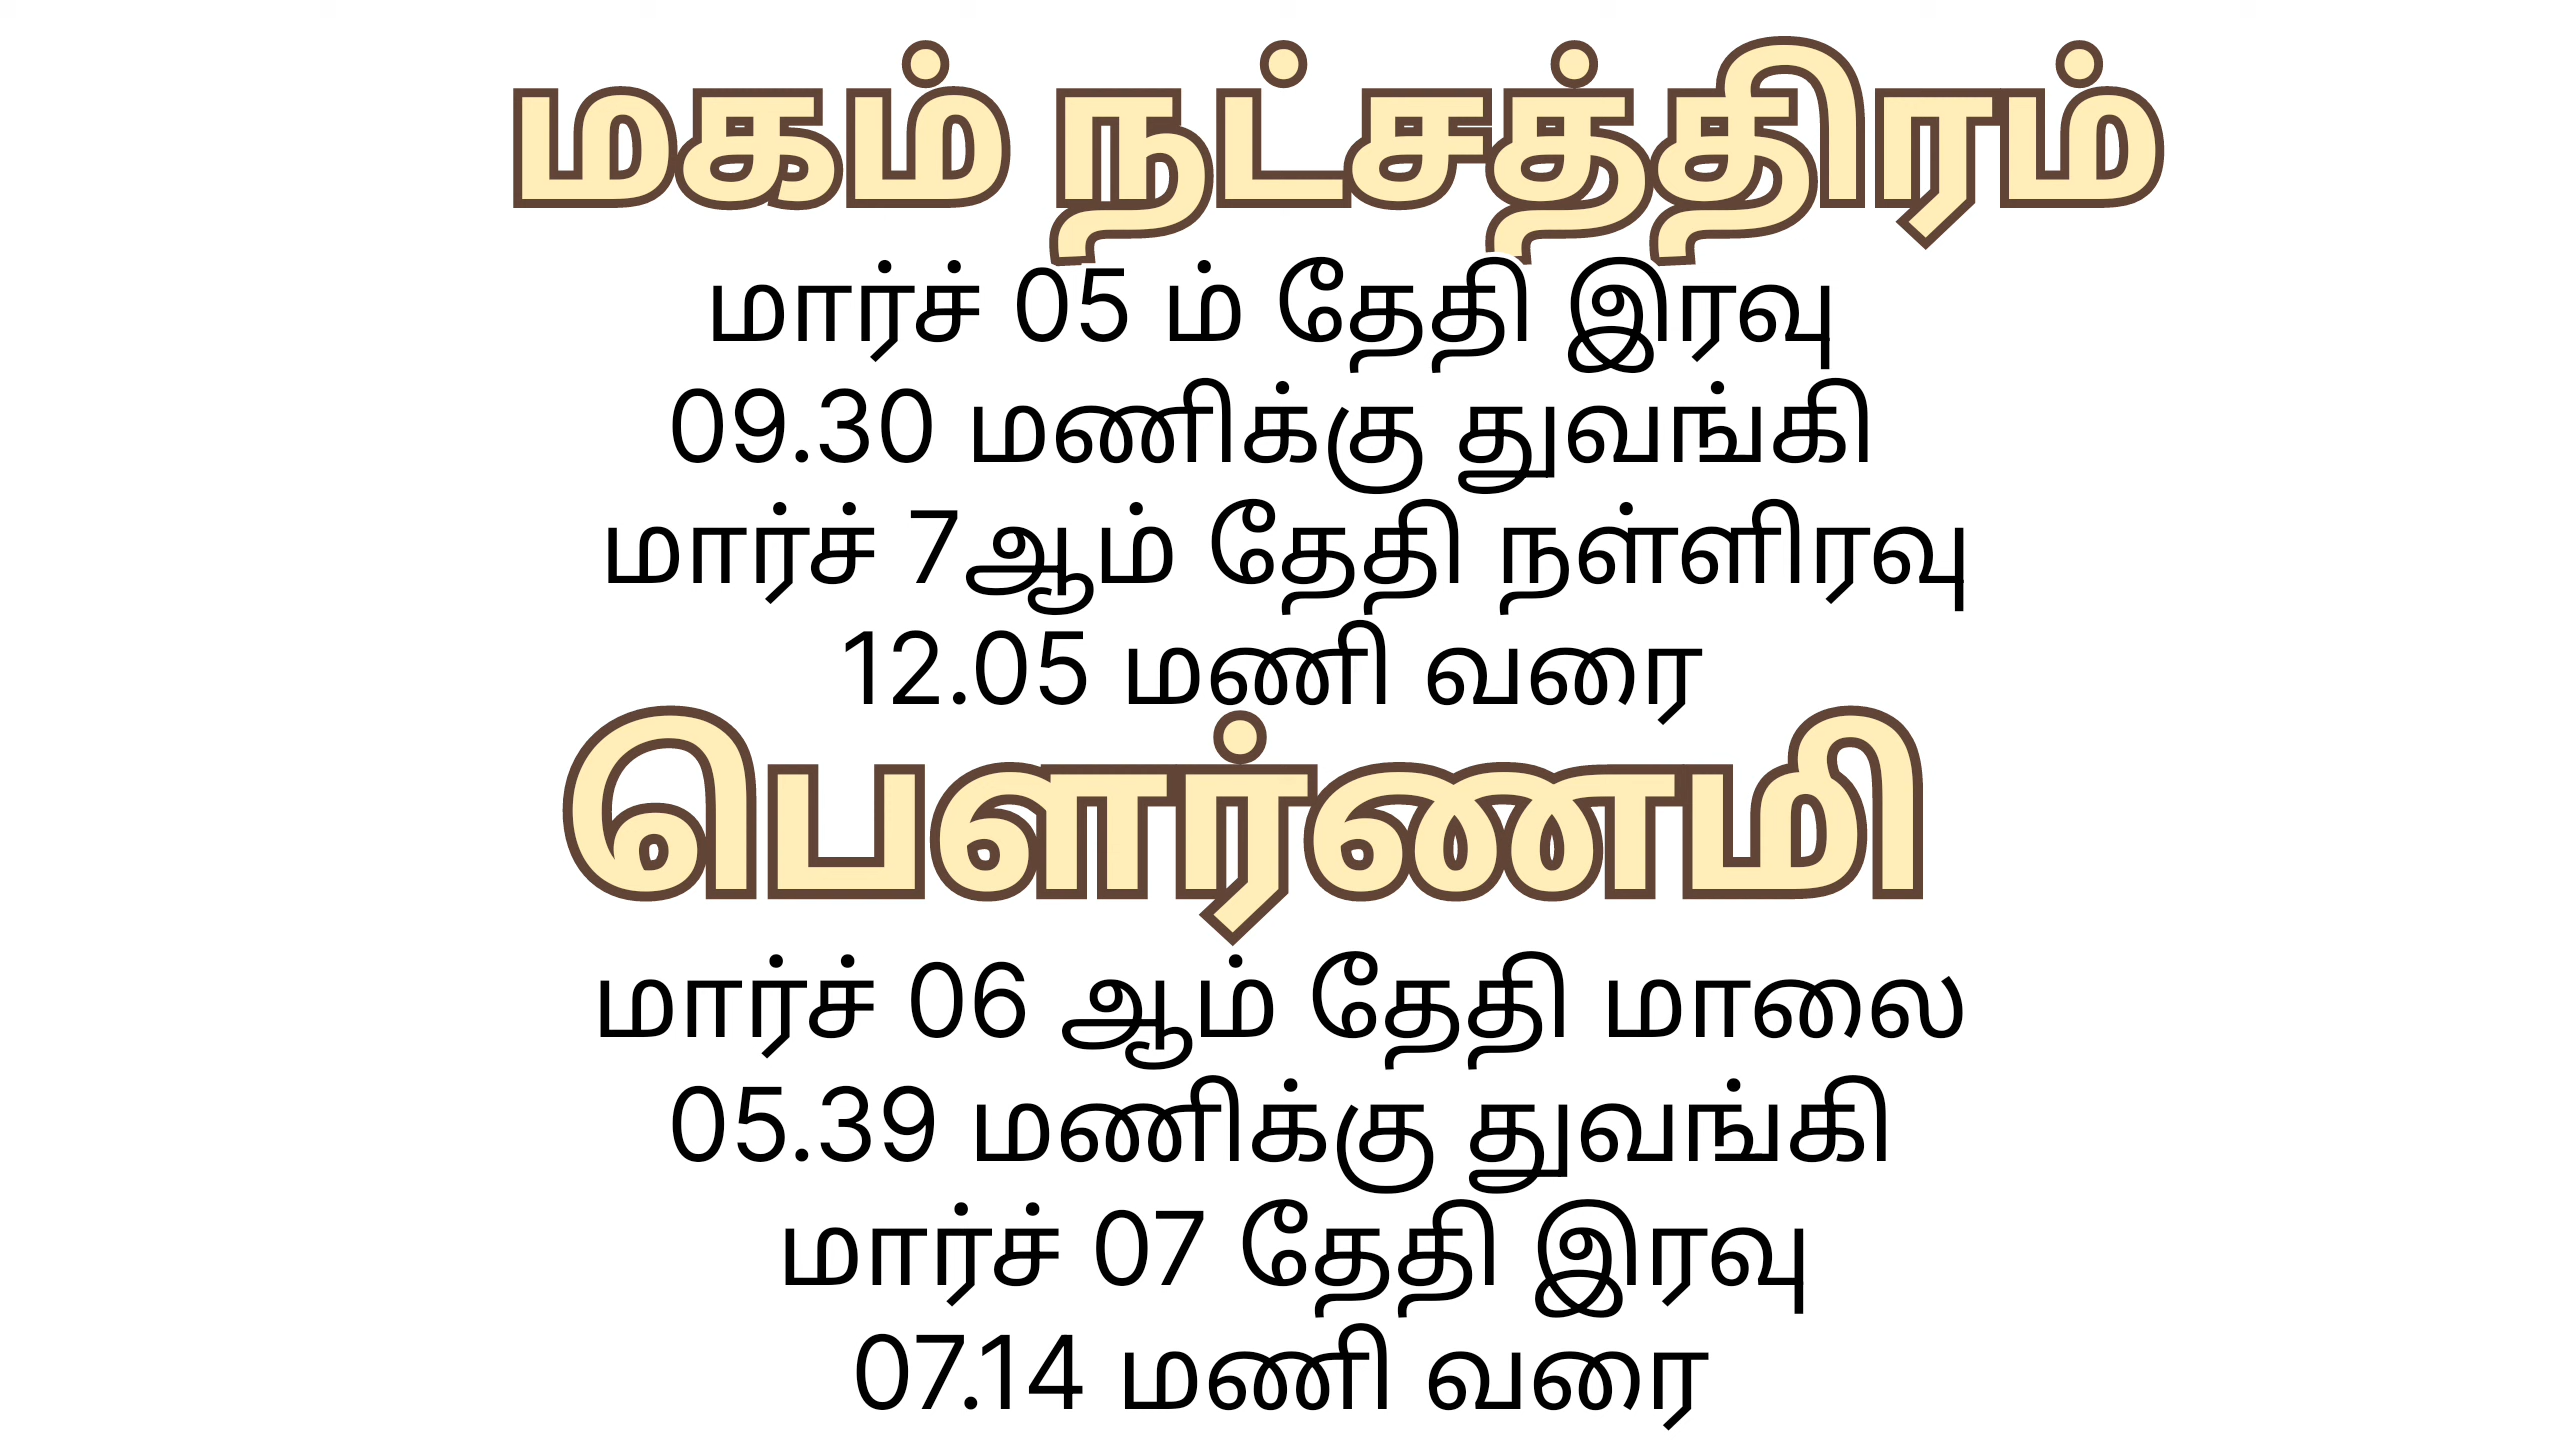 மகம் நட்சத்திரம்
மார்ச் 05 ம் தேதி இரவு
09.30 மணிக்கு துவங்கி
மார்ச் 7ஆம் தேதி நள்ளிரவு
12.05 மணி வரை
பௌர்ணமி
மார்ச் 06 ஆம் தேதி மாலை
05.39 மணிக்கு துவங்கி
மார்ச் 07 தேதி இரவு
07.14 மணி வரை